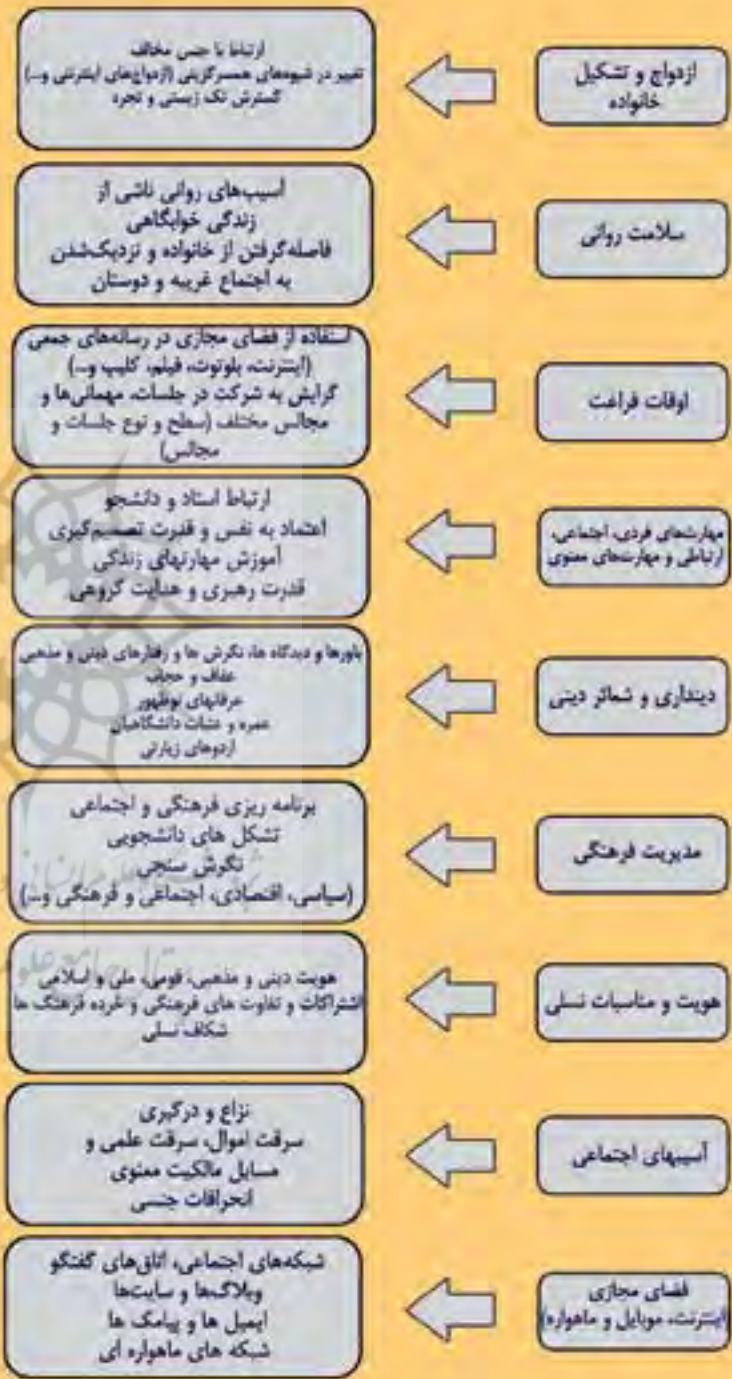 ازدواج و تشکیل
خانواده
ارتباط با جنس مخالف
تغییر در شیوه‌های همسرگزینی (ازدواج‌های اینترنتی و...)
گسترش تک زیستی و تجرد
سلامت روانی
آسیب‌های روانی ناشی از
زندگی خوابگاهی
فاصله‌گرفتن از خانواده و نزدیک‌شدن
به اجتماع غریبه و دوستان
اوقات فراغت
استفاده از فضای مجازی در رسانه‌های جمعی
(اینترنت، بلوتوث، فیلم، کلیپ و...)
گرایش به شرکت در جلسات، مهمانی‌ها و
مجالس مختلف (سطح و نوع جلسات و
مجالس)
مهارت‌های فردی، اجتماعی،
ارتباطی و مهارت‌های معنوی
ارتباط استاد و دانشجو
اعتماد به نفس و قدرت تصمیم‌گیری
آموزش مهارتهای زندگی
قدرت رهبری و هدایت گروهی
دینداری و شعائر دینی
باورها و دیدگاه ها، نگرش ها و رفتارهای دینی و مذهبی
عفاف و حجاب
عرفانهای نوظهور
عمره و عتبات دانشگاهیان
اردوهای زیارتی
مدیریت فرهنگی
برنامه ریزی فرهنگی و اجتماعی
تشکل های دانشجویی
نگرش سنجی
(سیاسی، اقتصادی، اجتماعی و فرهنگی و...)
هویت و مناسبات نسلی
هویت دینی و مذهبی، قومی، ملی و اسلامی
اشتراکات و تفاوت های فرهنگی و خرده فرهنگ ها
شکاف نسلی
آسیبهای اجتماعی
نزاع و درگیری
سرقت اموال، سرقت علمی و
مسایل مالکیت معنوی
انحرافات جنسی
فضای مجازی
(اینترنت، موبایل و ماهواره)
شبکه‌های اجتماعی، اتاق‌های گفتگو
وبلاگ‌ها و سایت‌ها
ایمیل ها و پیامک ها
شبکه های ماهواره ای